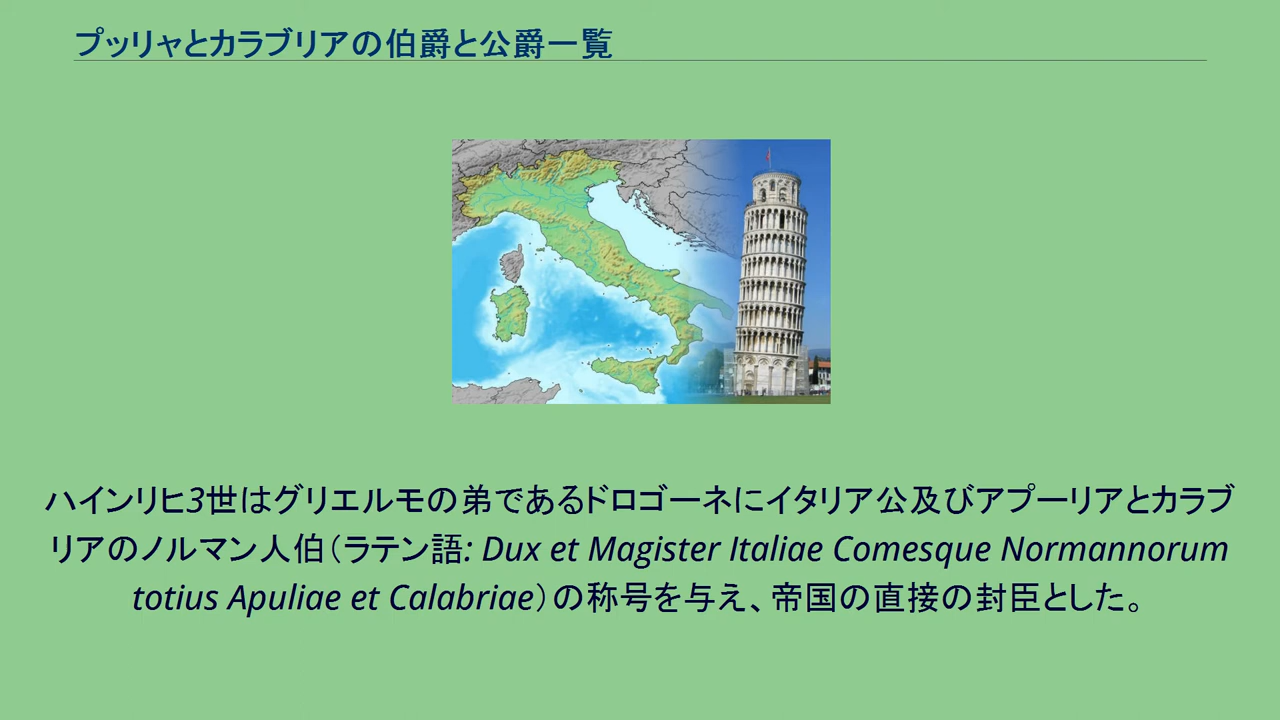 プッリャとカラブリアの伯爵と公爵一覧
ハインリヒ3世はグリエルモの弟であるドロゴーネにイタリア公及びアプーリアとカラブ
リアのノルマン人伯（ラテン語: Dux et Magister Italiae Comesque Normannorum
totius Apuliae et Calabriae）の称号を与え、帝国の直接の封臣とした。